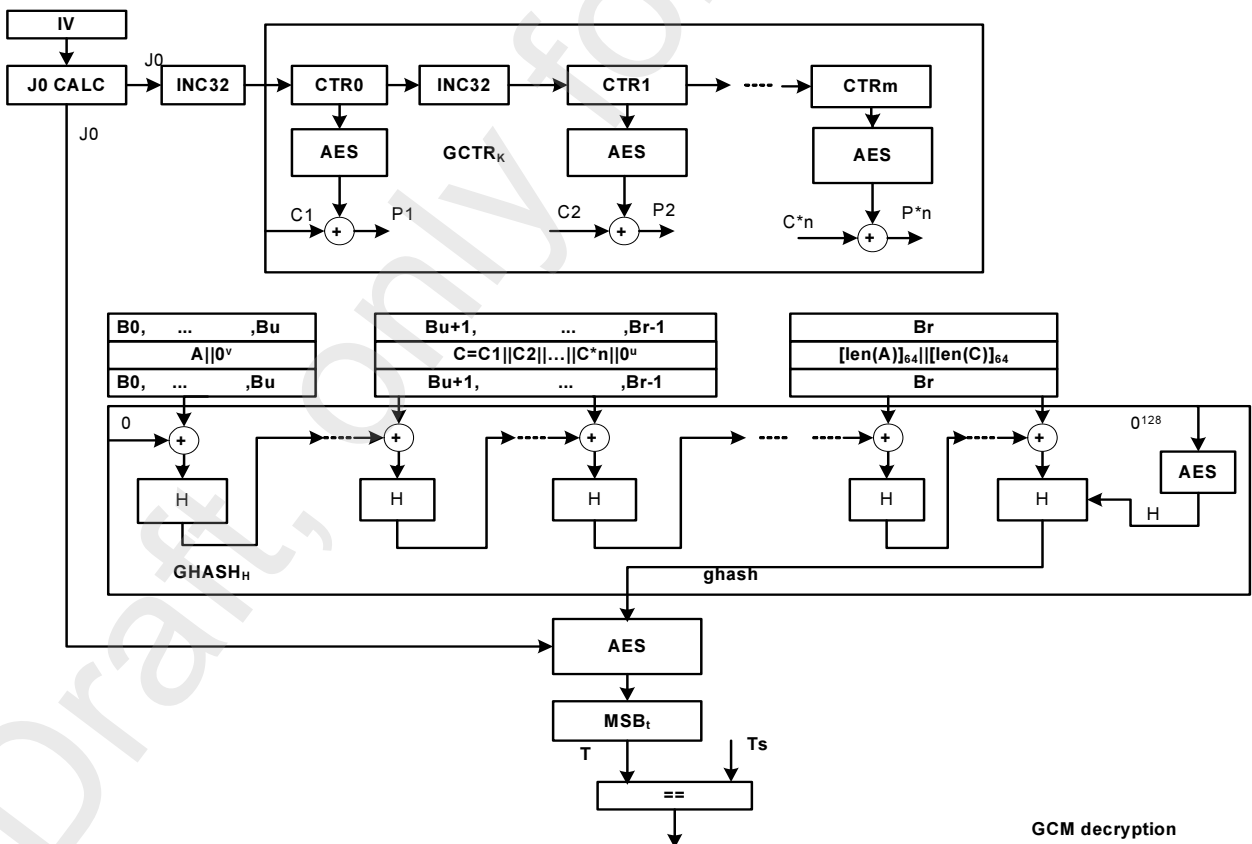 IV
J0
J0 CALC
INC32
CTR0
INC32
CTR1
----
CTRm
J0
AES
GCTRK
AES
AES
C1
+
P1
C2
+
P2
C*n
+
P*n
B0, ... ,Bu
A||0v
B0, ... ,Bu
Bu+1, ... ,Br-1
C=C1||C2||...||C*n||0u
Bu+1, ... ,Br-1
Br
[len(A)]64||[len(C)]64
Br
0
+
+
+
+
+
0128
AES
H
H
H
H
H
H
GHASHH
ghash
AES
MSBt
T
Ts
==
GCM decryption
Draft, only fo